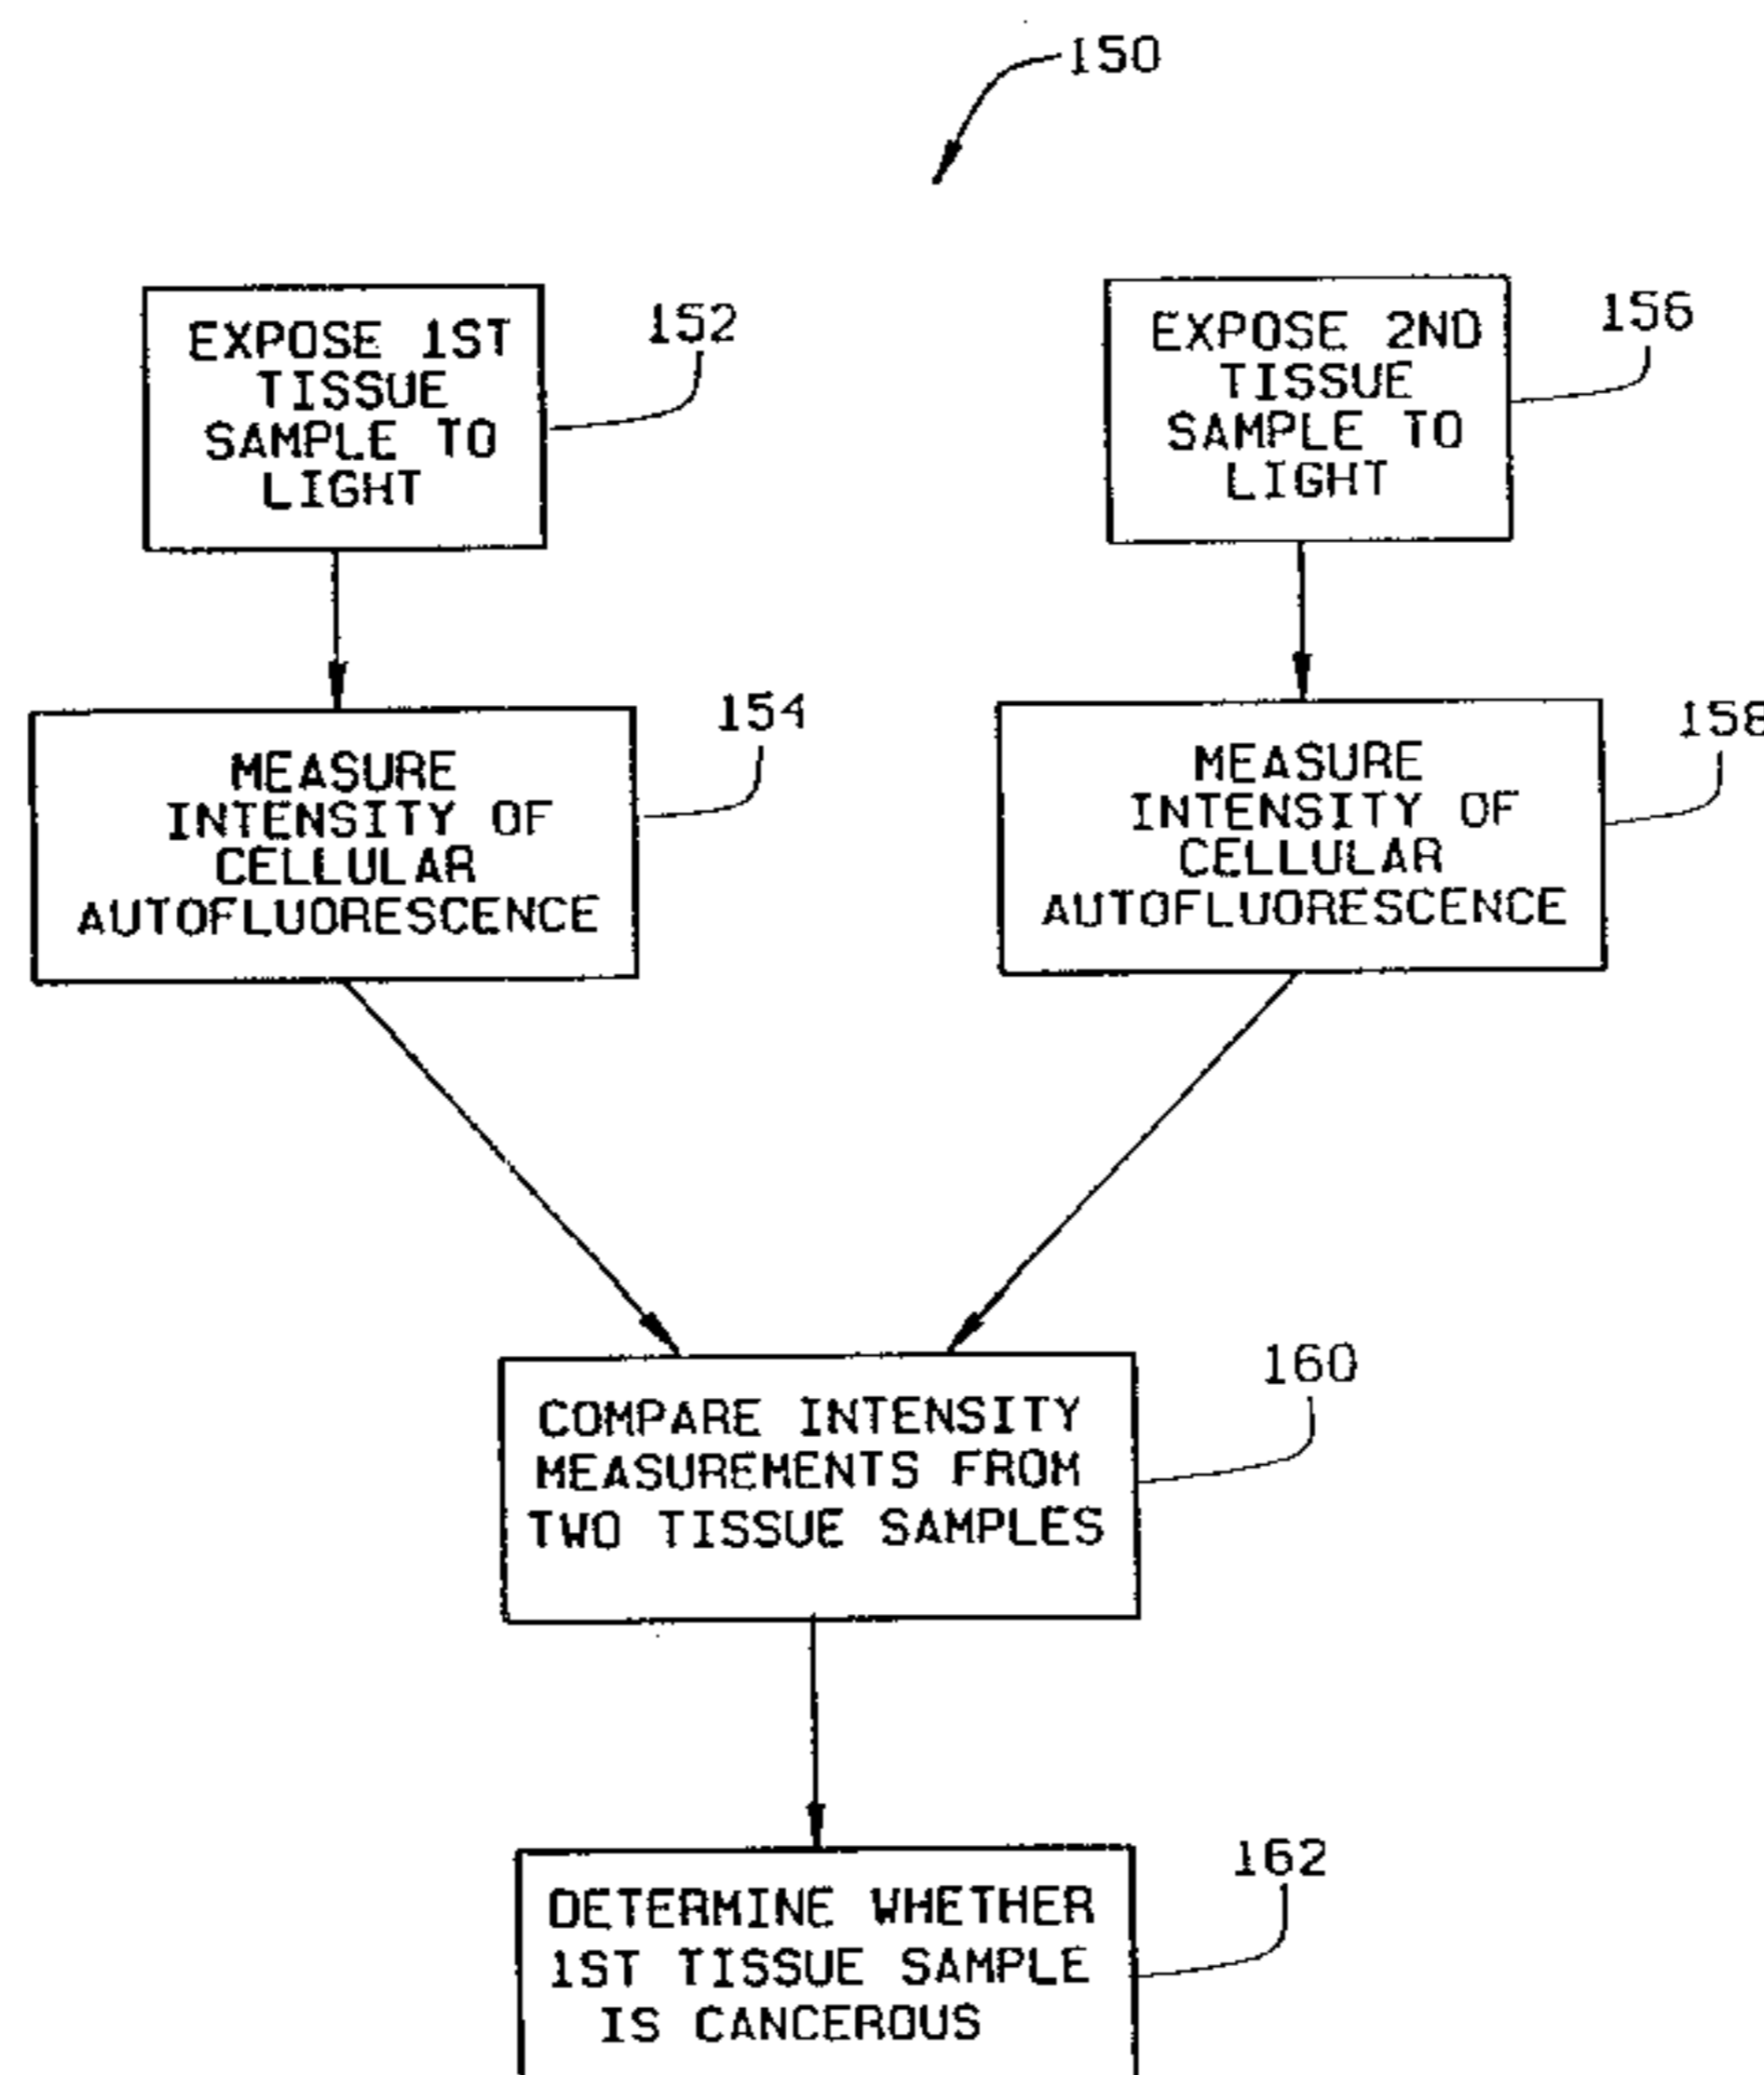 150
EXPOSE 1ST
TISSUE
SAMPLE TO
LIGHT
152
EXPOSE 2ND
TISSUE
SAMPLE TO
LIGHT
156
MEASURE
INTENSITY OF
CELLULAR
AUTOFLUORESCENCE
154
MEASURE
INTENSITY OF
CELLULAR
AUTOFLUORESCENCE
158
COMPARE INTENSITY
MEASUREMENTS FROM
TWO TISSUE SAMPLES
160
DETERMINE WHETHER
1ST TISSUE SAMPLE
IS CANCEROUS
162